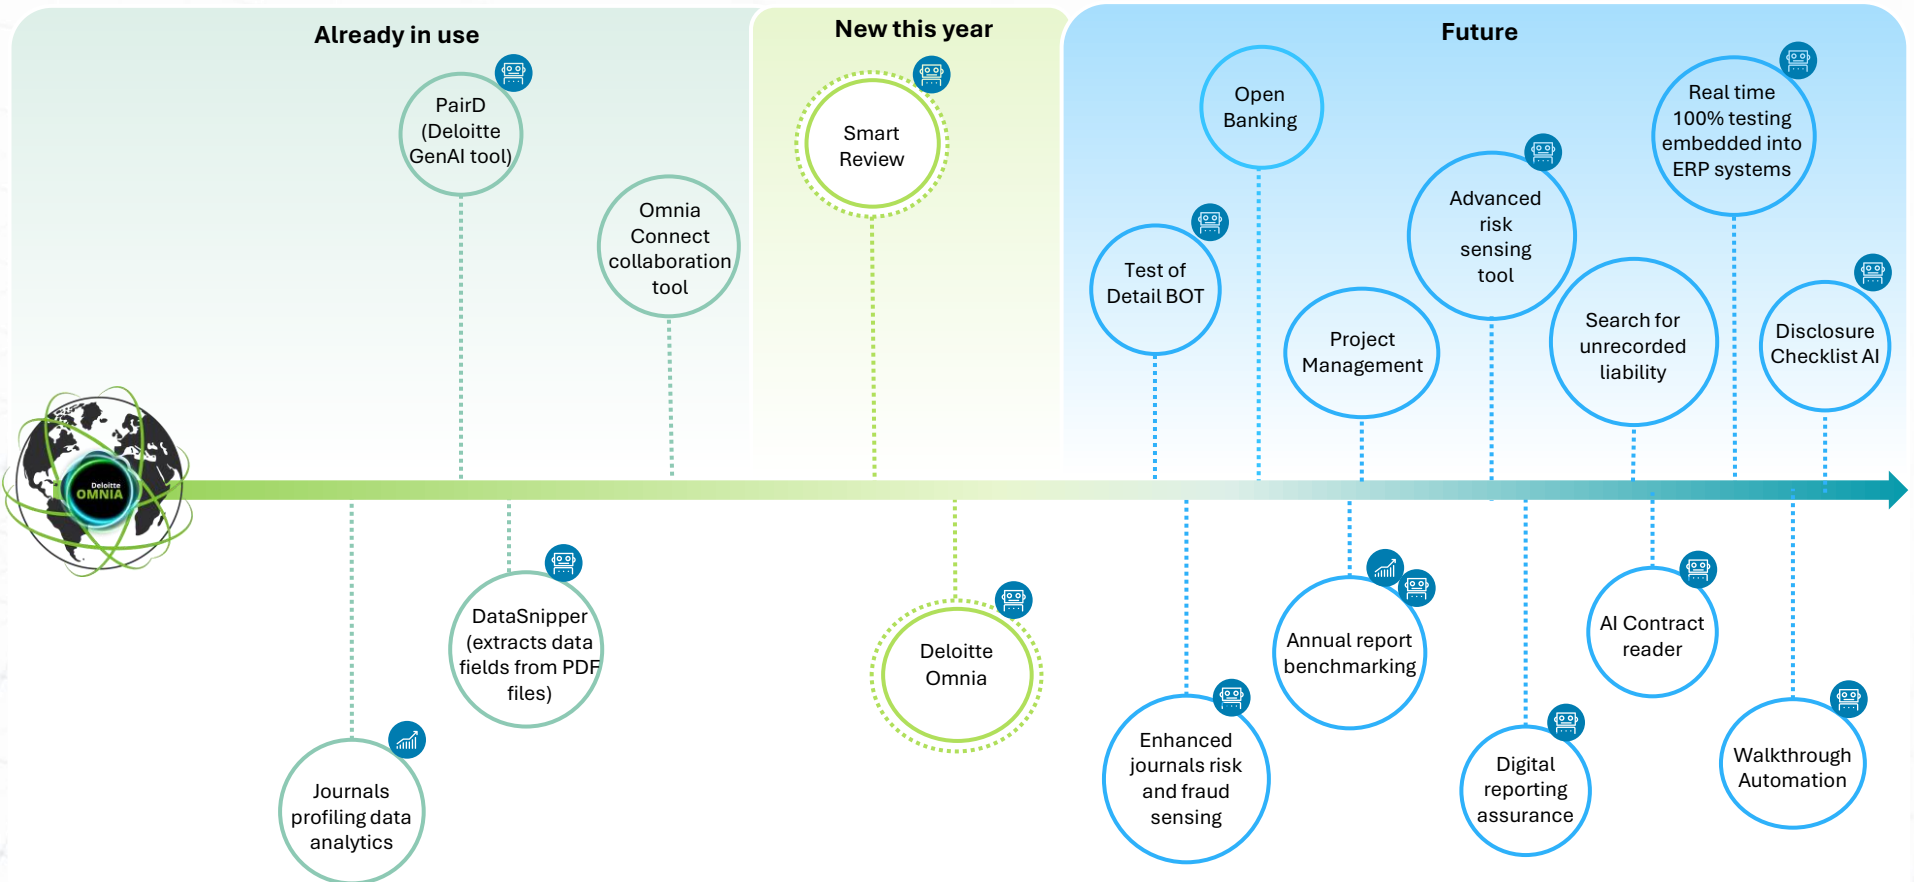 Already in use
New this year
Future
PairD
(Deloitte
GenAI tool)
Omnia
Connect
collaboration
tool
Smart
Review
Test of
Detail BOT
Open
Banking
Project
Management
Advanced
risk
sensing
tool
Search for
unrecorded
liability
Real time
100% testing
embedded into
ERP systems
Disclosure
Checklist AI
Deloitte
OMNIA
Journals
profiling data
analytics
DataSnipper
(extracts data
fields from PDF
files)
Deloitte
Omnia
Enhanced
journals risk
and fraud
sensing
Annual report
benchmarking
Digital
reporting
assurance
AI Contract
reader
Walkthrough
Automation